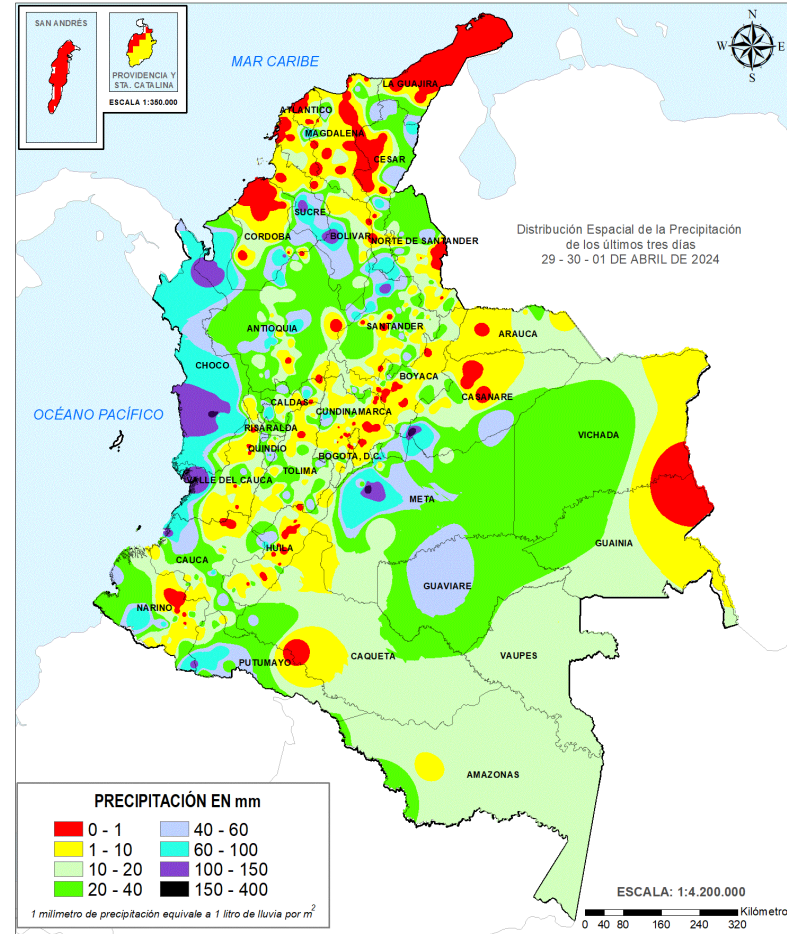 SAN ANDRÉS
PROVIDENCIA Y
STA. CATALINA
ESCALA 1:350.000
N
W
E
S
MAR CARIBE
LA GUAJIRA
ATLANTICO
MAGDALENA
CESAR
SUCRE
CORDOBA
BOLIVAR
NORTE DE SANTANDER
Distribución Espacial de la Precipitación
de los últimos tres días
29 - 30 - 01 DE ABRIL DE 2024
ANTIOQUIA
SANTANDER
ARAUCA
CHOCO
BOYACA
CASANARE
CALDAS
CUNDINAMARCA
OCÉANO PACÍFICO
RISARALDA
VICHADA
QUINDIO
BOGOTA, D.C.
TOLIMA
VALLE DEL CAUCA
META
GUAINIA
HUILA
CAUCA
GUAVIARE
NARIÑO
PUTUMAYO
CAQUETA
VAUPES
AMAZONAS
PRECIPITACIÓN EN mm
0 - 1
40 - 60
1 - 10
60 - 100
10 - 20
100 - 150
20 - 40
150 - 400
1 milímetro de precipitación equivale a 1 litro de lluvia por m²
ESCALA: 1:4.200.000
Kilómetro
0 40 80 160 240 320